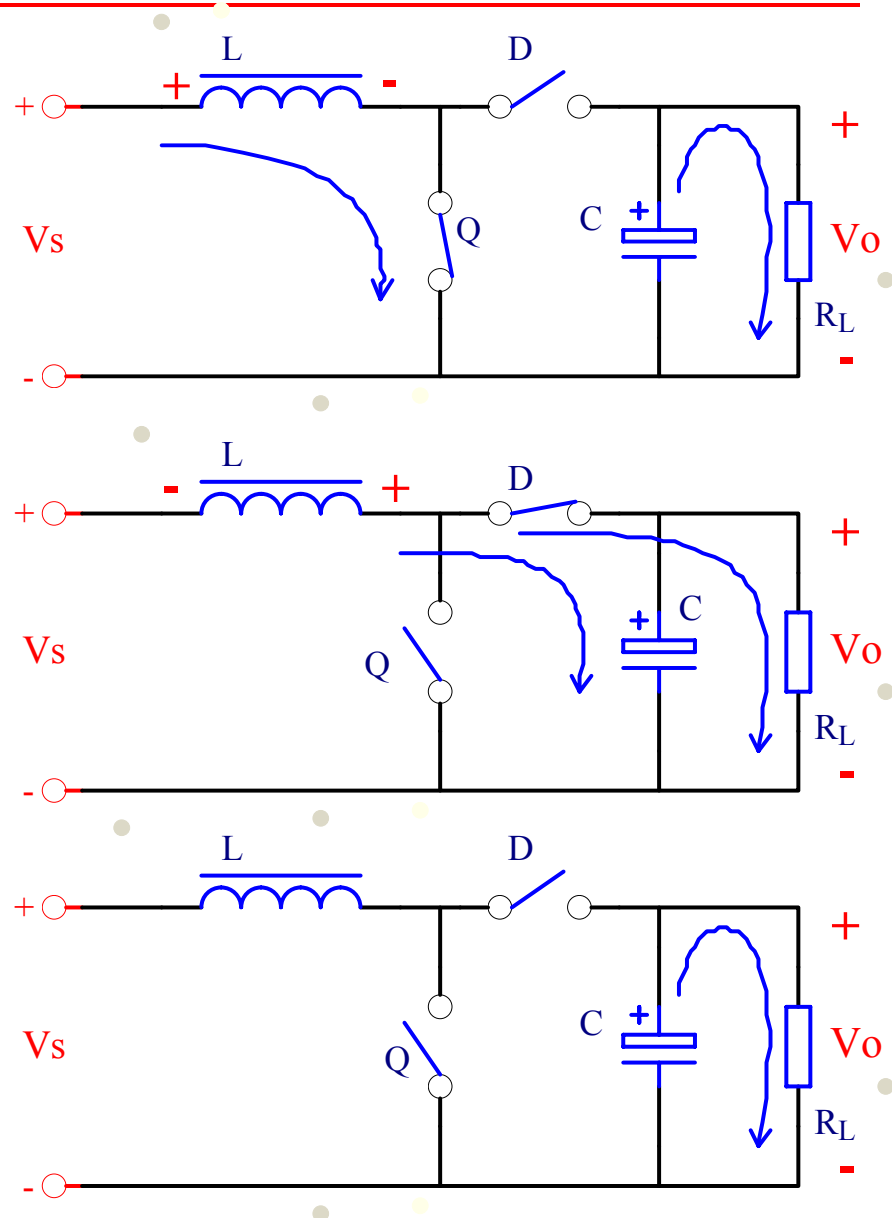 L D
+ - +
+
Vs Q C + Vo
RL
- -
L D
- + +
+
Vs Q + C Vo
RL
- -
L D
+ +
Vs Q C + Vo
RL
- -